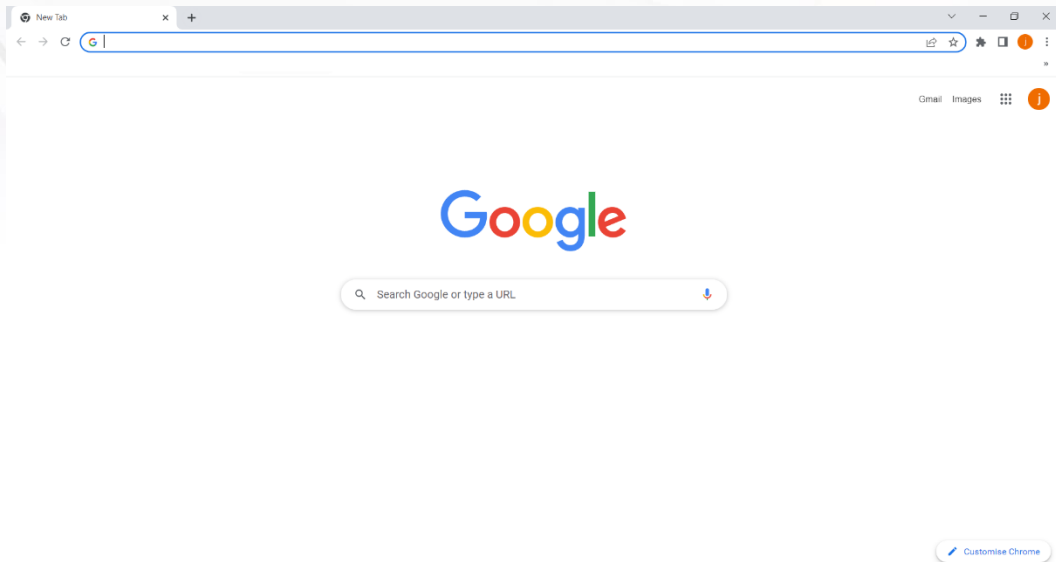 New Tab
G
j
Gmail Images
j
Google
Search Google or type a URL
Customise Chrome